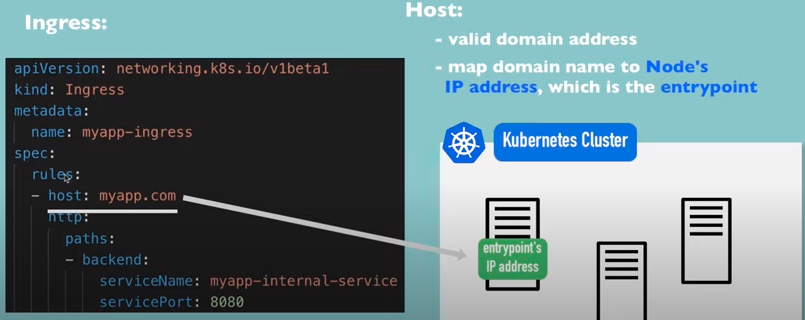 Ingress:
apiVersion: networking.k8s.io/v1beta1
kind: Ingress
metadata:
name: myapp-ingress
spec:
rules:
- host: myapp.com
http:
paths:
- backend:
serviceName: myapp-internal-service
servicePort: 8080
Host:
- valid domain address
- map domain name to Node's
IP address, which is the entrypoint
Kubernetes Cluster
entrypoint's
IP address